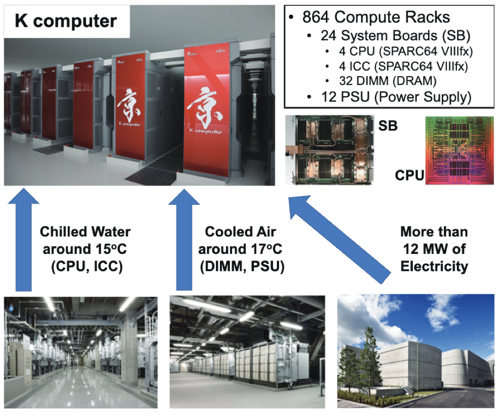 K computer
• 864 Compute Racks
• 24 System Boards (SB)
• 4 CPU (SPARC64 VIIIfx)
• 4 ICC (SPARC64 VIIIfx)
• 32 DIMM (DRAM)
• 12 PSU (Power Supply)
京
K computer
京
K computer
SB
CPU
Chilled Water
around 15°C
(CPU, ICC)
Cooled Air
around 17°C
(DIMM, PSU)
More than
12 MW of
Electricity